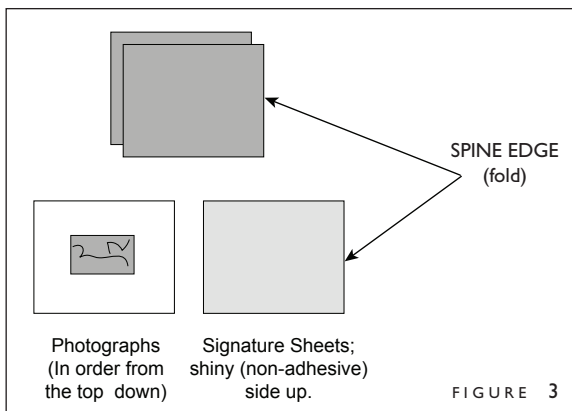 SPINE EDGE
(fold)
Photographs
(In order from
the top down)
Signature Sheets;
shiny (non-adhesive)
side up.
FIGURE 3